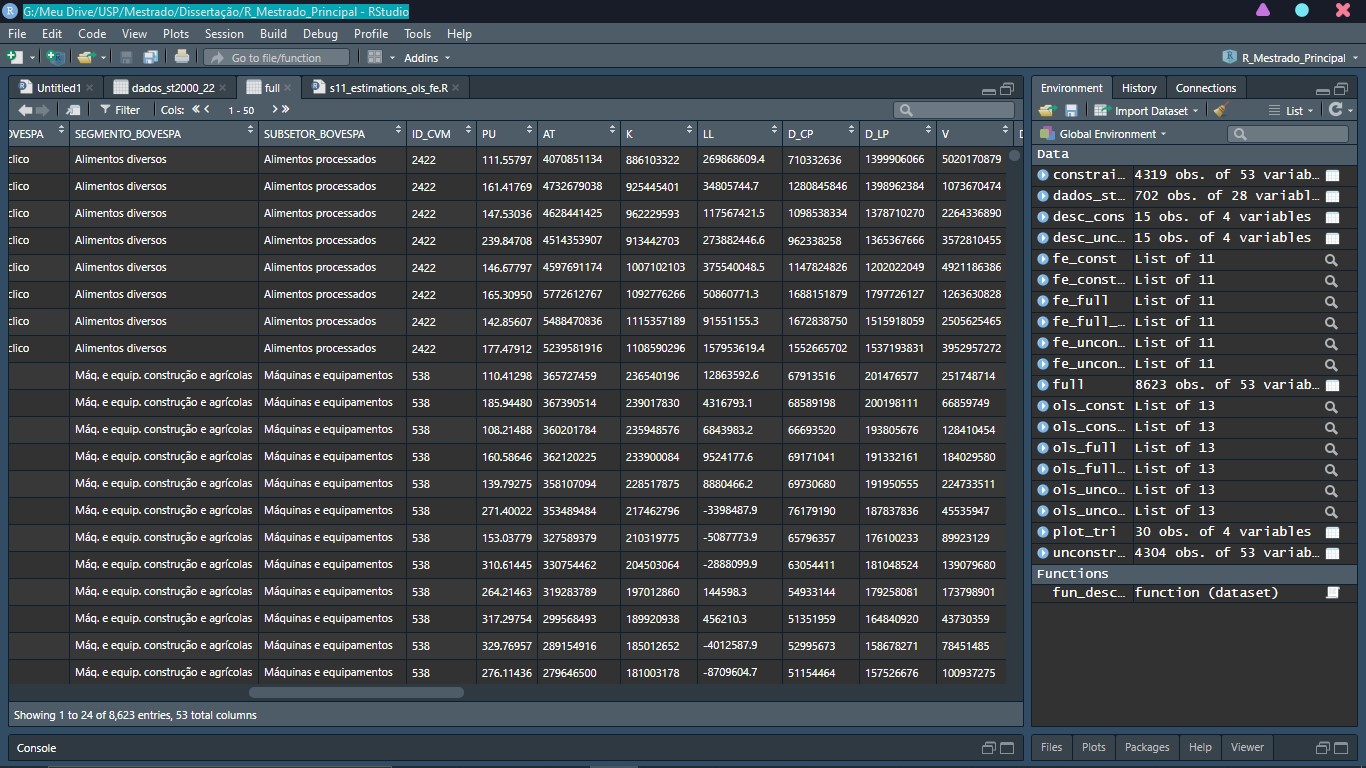 G:/Meu Drive/USP/Mestrado/Dissertação/R_Mestrado_Principal - RStudio
File Edit Code View Plots Session Build Debug Profile Tools Help
Go to file/function Addins R_Mestrado_Principal
Untitled1 dados_st2000_22 full s11_estimations_ols_fe.R
Filter Cols: 1 - 50
OVESPA SEGMENTO_BOVESPA SUBSETOR_BOVESPA ID_CVM PU AT K LL D_CP D_LP V
clico Alimentos diversos Alimentos processados 2422 111.55797 4070851134 886103322 269868609.4 710332636 1399906066 5020170879
clico Alimentos diversos Alimentos processados 2422 161.41769 4732679038 925445401 34805744.7 1280845846 1398962384 1073670474
clico Alimentos diversos Alimentos processados 2422 147.53036 4628441425 962229593 117567421.5 1098538334 1378710270 2264336890
clico Alimentos diversos Alimentos processados 2422 239.84708 4514353907 913442703 273882446.6 962338258 1365367666 3572810455
clico Alimentos diversos Alimentos processados 2422 146.67797 4597691174 1007102103 375540048.5 1147824826 1202022049 4921186386
clico Alimentos diversos Alimentos processados 2422 165.30950 5772612767 1092776266 50860771.3 1688151879 1797726127 1263630828
clico Alimentos diversos Alimentos processados 2422 142.85607 5488470836 1115357189 91551155.3 1672838750 1515918059 2505625465
clico Alimentos diversos Alimentos processados 2422 177.47912 5239581916 1108590296 157953619.4 1552665702 1537193831 3952957272
Máq. e equip. construção e agrícolas Máquinas e equipamentos 538 110.41298 365727459 236540196 12863592.6 67913516 201476577 251748714
Máq. e equip. construção e agrícolas Máquinas e equipamentos 538 185.94480 367390514 239017830 4316793.1 68589198 200198111 66859749
Máq. e equip. construção e agrícolas Máquinas e equipamentos 538 108.21488 360201784 235948576 6843983.2 66693520 193805676 128410454
Máq. e equip. construção e agrícolas Máquinas e equipamentos 538 160.58646 362120225 233900084 9524177.6 69171041 191332161 184029580
Máq. e equip. construção e agrícolas Máquinas e equipamentos 538 139.79275 358107094 228517875 8880466.2 69730680 191950555 224733511
Máq. e equip. construção e agrícolas Máquinas e equipamentos 538 271.40022 353489484 217462796 -3398487.9 76179190 187837836 45535947
Máq. e equip. construção e agrícolas Máquinas e equipamentos 538 153.03779 327589379 210319775 -5087773.9 65796357 176100233 89923129
Máq. e equip. construção e agrícolas Máquinas e equipamentos 538 310.61445 330754462 204503064 -2888099.9 63054411 181048524 139079680
Máq. e equip. construção e agrícolas Máquinas e equipamentos 538 264.21463 319283789 197012860 144598.3 54933144 179258081 173798901
Máq. e equip. construção e agrícolas Máquinas e equipamentos 538 317.29754 299568493 189920938 456210.3 51351959 164840920 43730359
Máq. e equip. construção e agrícolas Máquinas e equipamentos 538 329.76957 289154916 185012652 -4012587.9 52995673 158678271 78451485
Máq. e equip. construção e agrícolas Máquinas e equipamentos 538 276.11436 279646500 181003178 -8709604.7 51154464 157526676 100937275
Showing 1 to 24 of 8,623 entries, 53 total columns
Console
Environment History Connections
Import Dataset List
Global Environment
Data
constrai… 4319 obs. of 53 variab…
dados_st… 702 obs. of 28 variabl…
desc_cons 15 obs. of 4 variables
desc_unc… 15 obs. of 4 variables
fe_const List of 11
fe_const… List of 11
fe_full List of 11
fe_full_… List of 11
fe_uncon… List of 11
fe_uncon… List of 11
full 8623 obs. of 53 variab…
ols_const List of 13
ols_cons… List of 13
ols_full List of 13
ols_full… List of 13
ols_unco… List of 13
ols_unco… List of 13
plot_tri 30 obs. of 4 variables
unconstr… 4304 obs. of 53 variab…
Functions
fun_desc… function (dataset)
Files Plots Packages Help Viewer